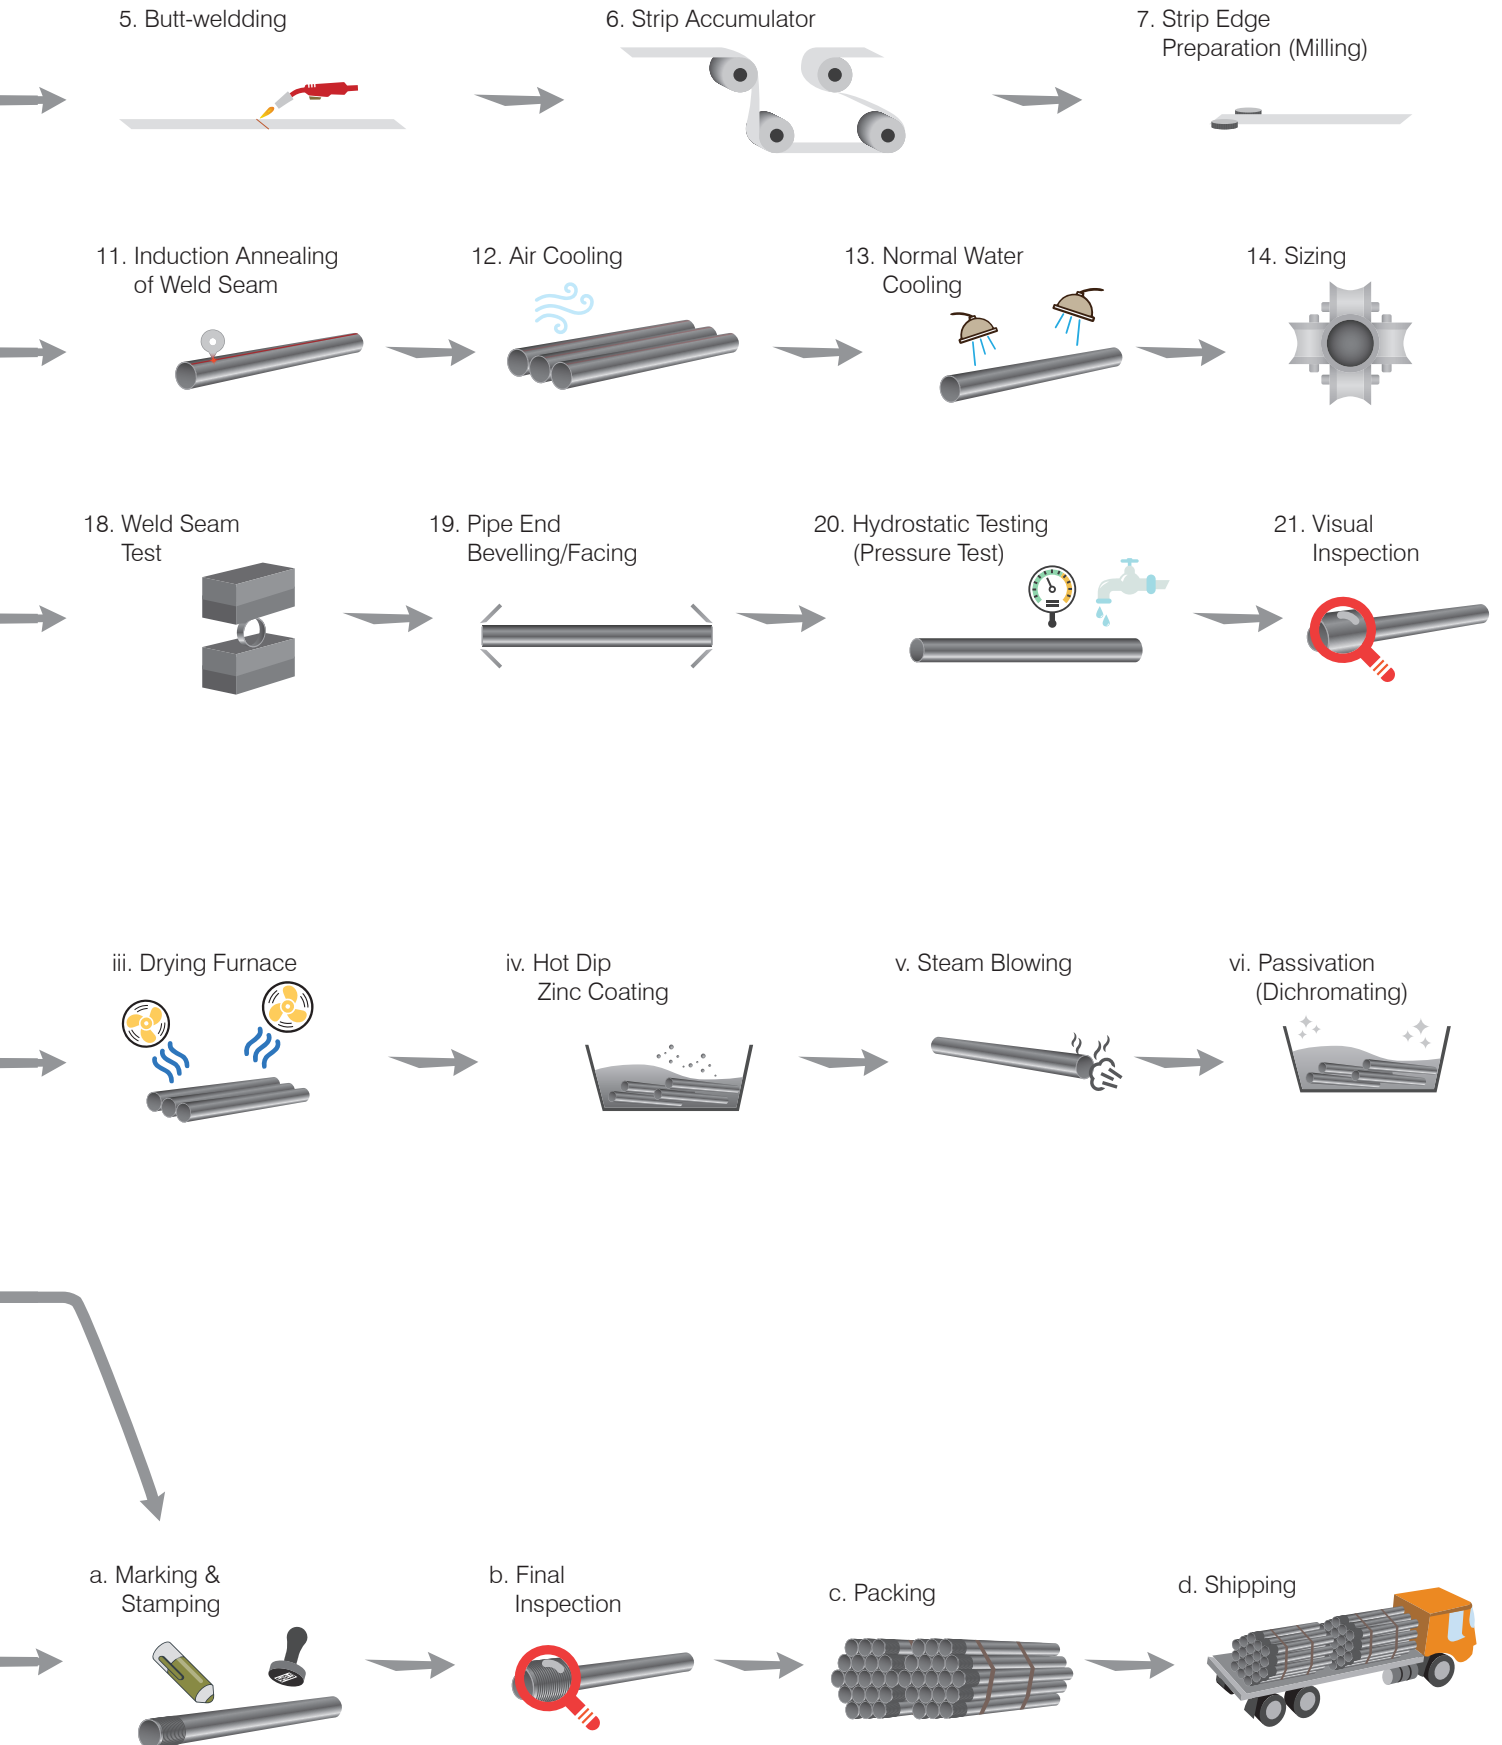 5. Butt-weldding
6. Strip Accumulator
7. Strip Edge
Preparation (Milling)
11. Induction Annealing
of Weld Seam
12. Air Cooling
13. Normal Water
Cooling
14. Sizing
18. Weld Seam
Test
19. Pipe End
Bevelling/Facing
20. Hydrostatic Testing
(Pressure Test)
21. Visual
Inspection
iii. Drying Furnace
iv. Hot Dip
Zinc Coating
v. Steam Blowing
vi. Passivation
(Dichromating)
a. Marking &
Stamping
b. Final
Inspection
c. Packing
d. Shipping